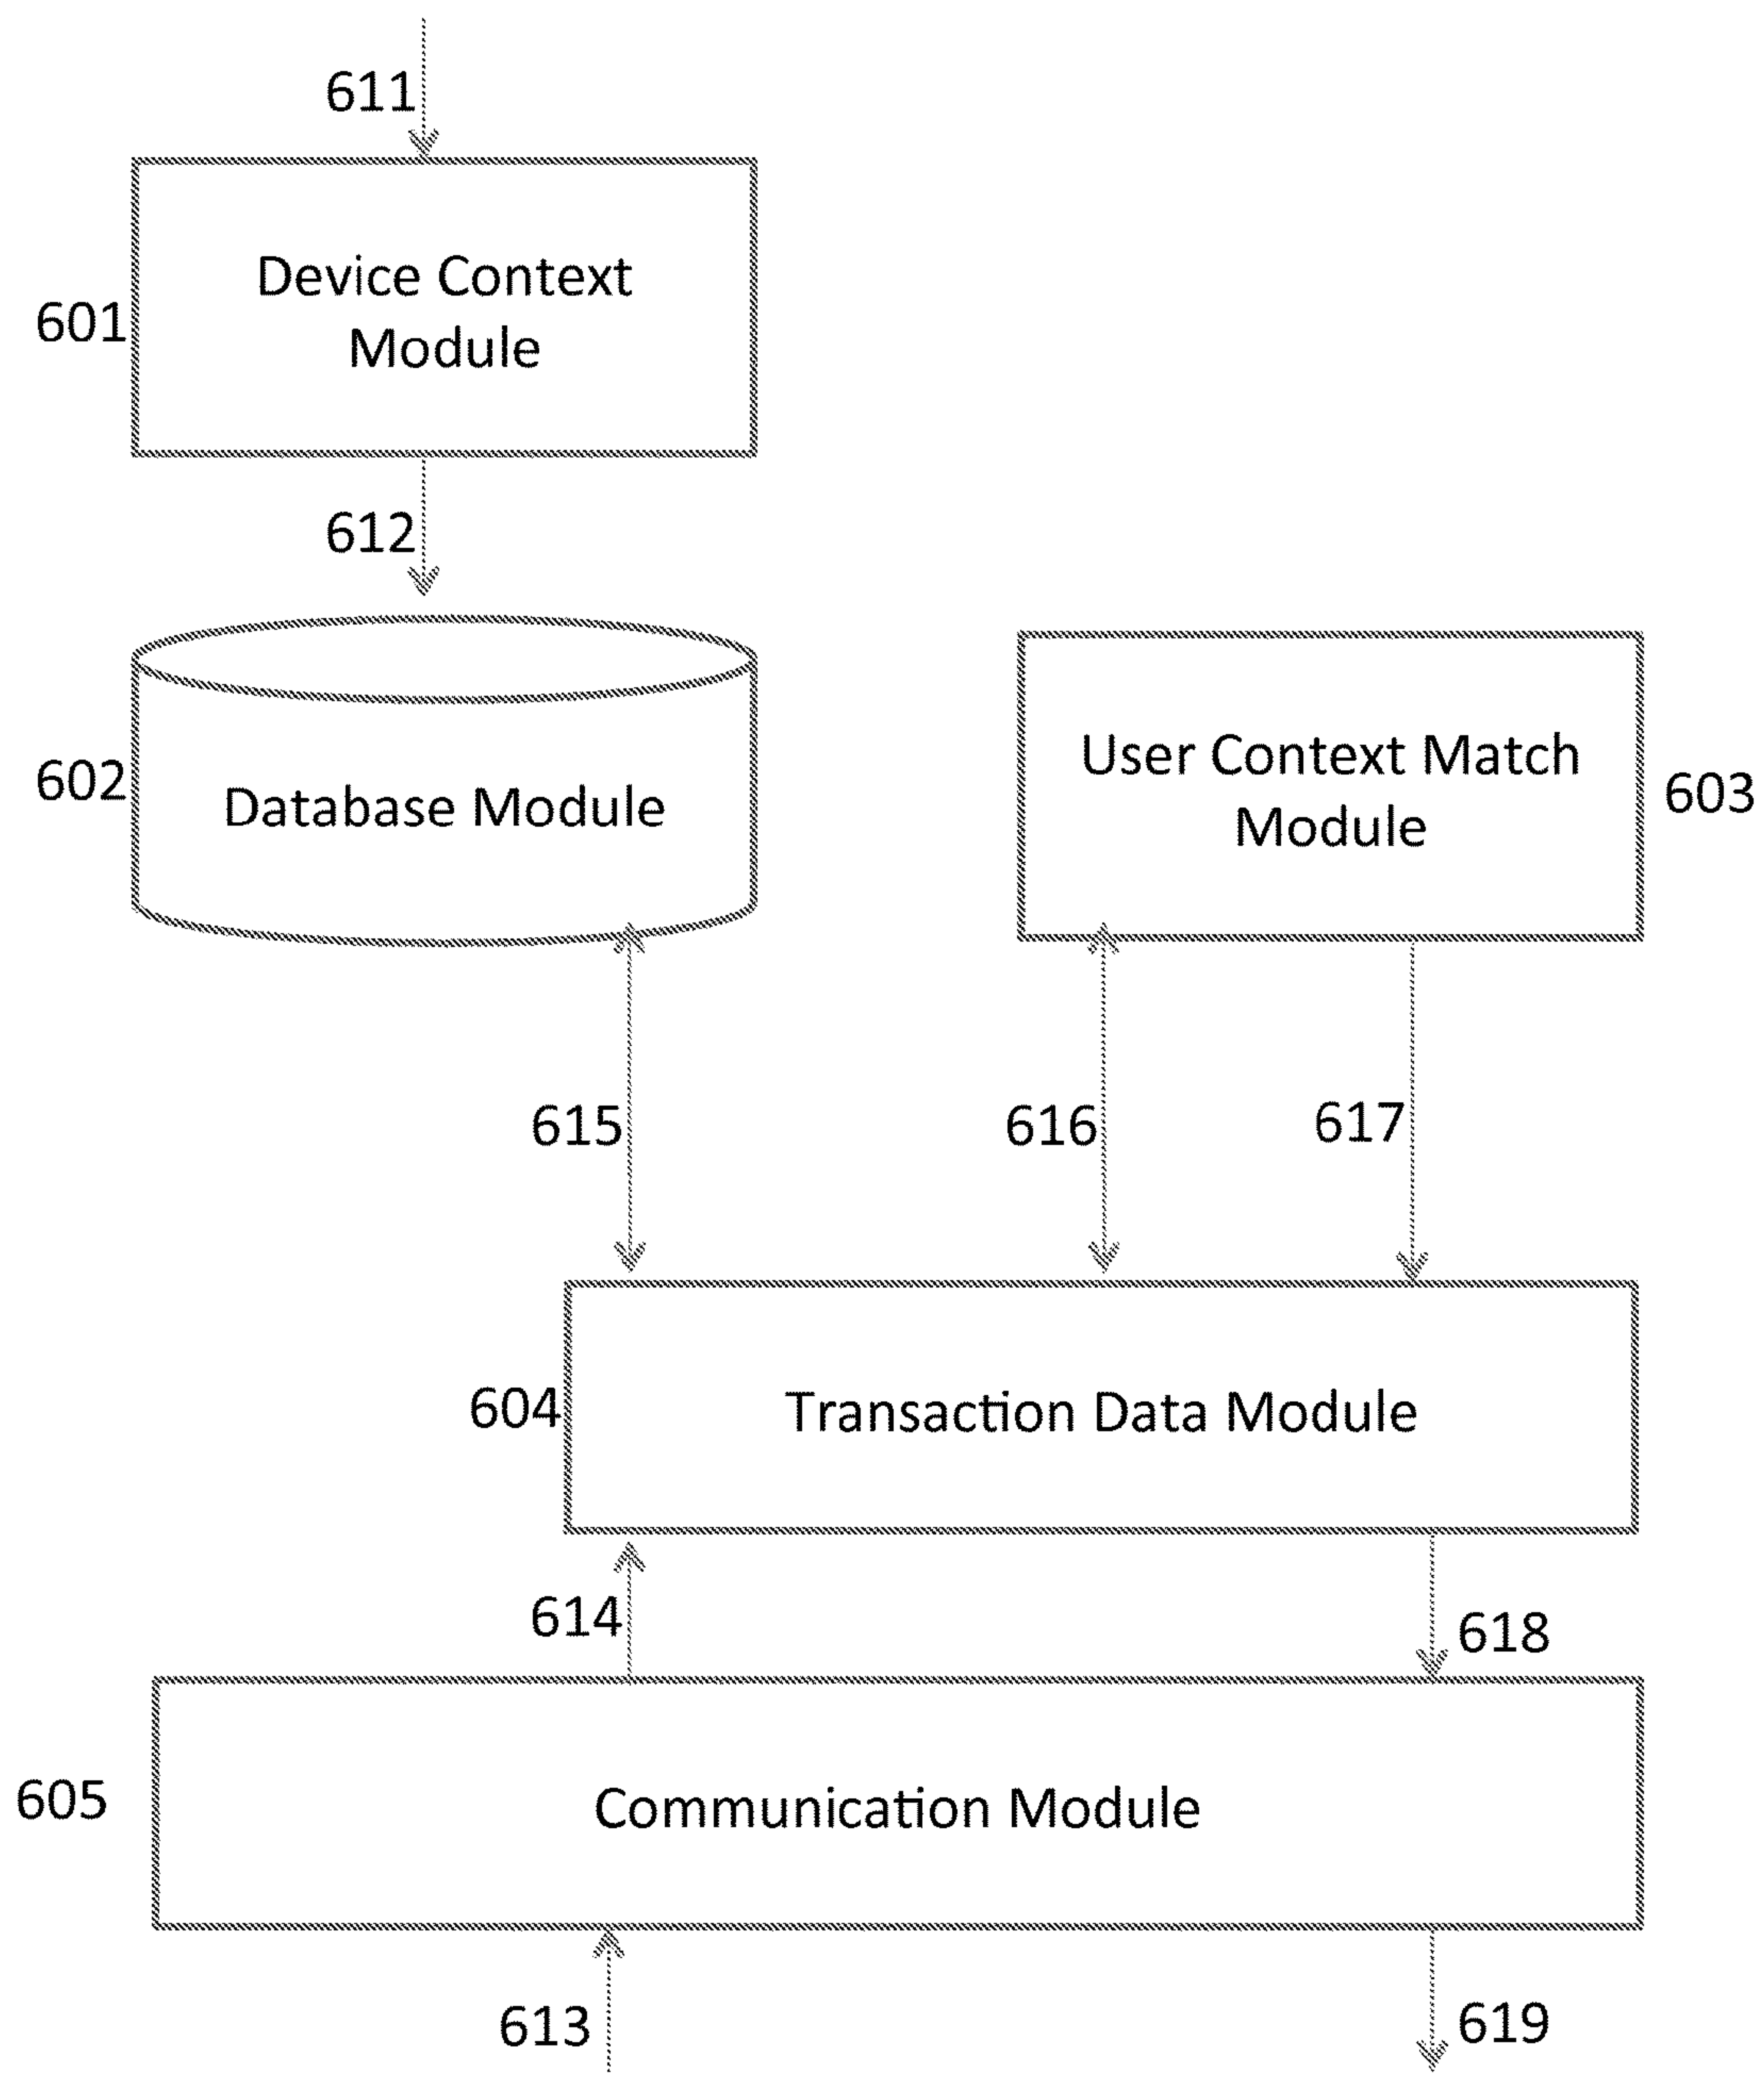 611
Device Context
Module
601
612
Database Module
602
User Context Match
Module
603
615
616
617
604
Transaction Data Module
614
618
605
Communication Module
613
619